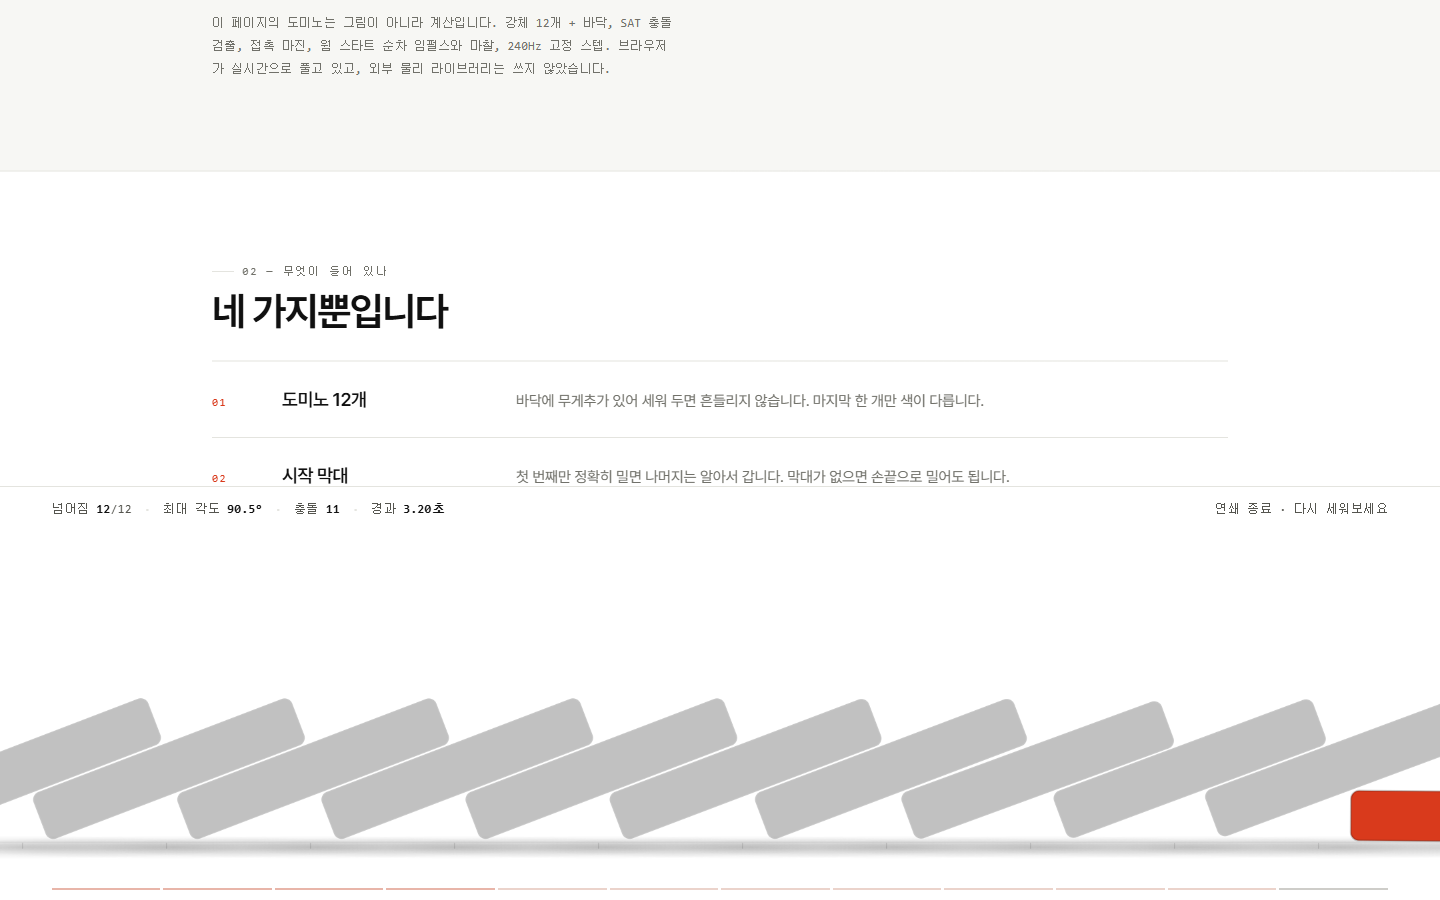 이 페이지의 도미노는 그림이 아니라 계산입니다. 강체 12개 + 바닥, SAT 충돌
검출, 접촉 마진, 웜 스타트 순차 임펄스와 마찰, 240Hz 고정 스텝. 브라우저
가 실시간으로 풀고 있고, 외부 물리 라이브러리는 쓰지 않았습니다.
02 — 무엇이 들어 있나
네 가지뿐입니다
01 도미노 12개 바닥에 무게추가 있어 세워 두면 흔들리지 않습니다. 마지막 한 개만 색이 다릅니다.
02 시작 막대 첫 번째만 정확히 밀면 나머지는 알아서 갑니다. 막대가 없으면 손끝으로 밀어도 됩니다.
넘어짐 12/12 · 최대 각도 90.5° · 충돌 11 · 경과 3.20초 연쇄 종료 · 다시 세워보세요